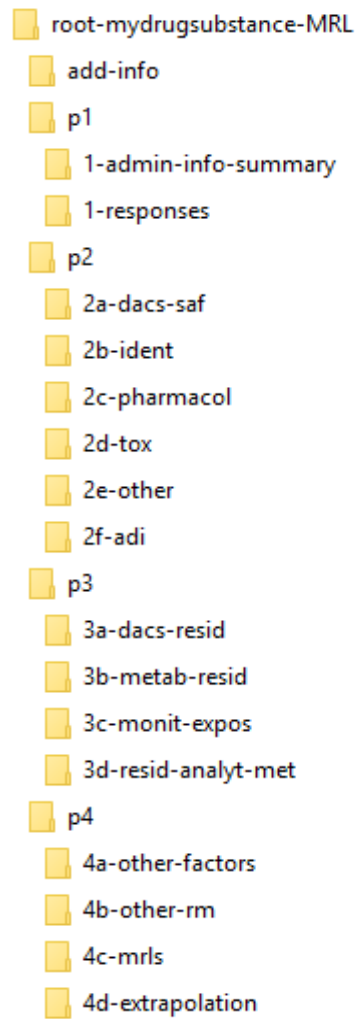 root-mydrugsubstance-MRL
add-info
p1
1-admin-info-summary
1-responses
p2
2a-dacs-saf
2b-ident
2c-pharmacol
2d-tox
2e-other
2f-adi
p3
3a-dacs-resid
3b-metab-resid
3c-monit-expos
3d-resid-analyt-met
p4
4a-other-factors
4b-other-rm
4c-mrls
4d-extrapolation